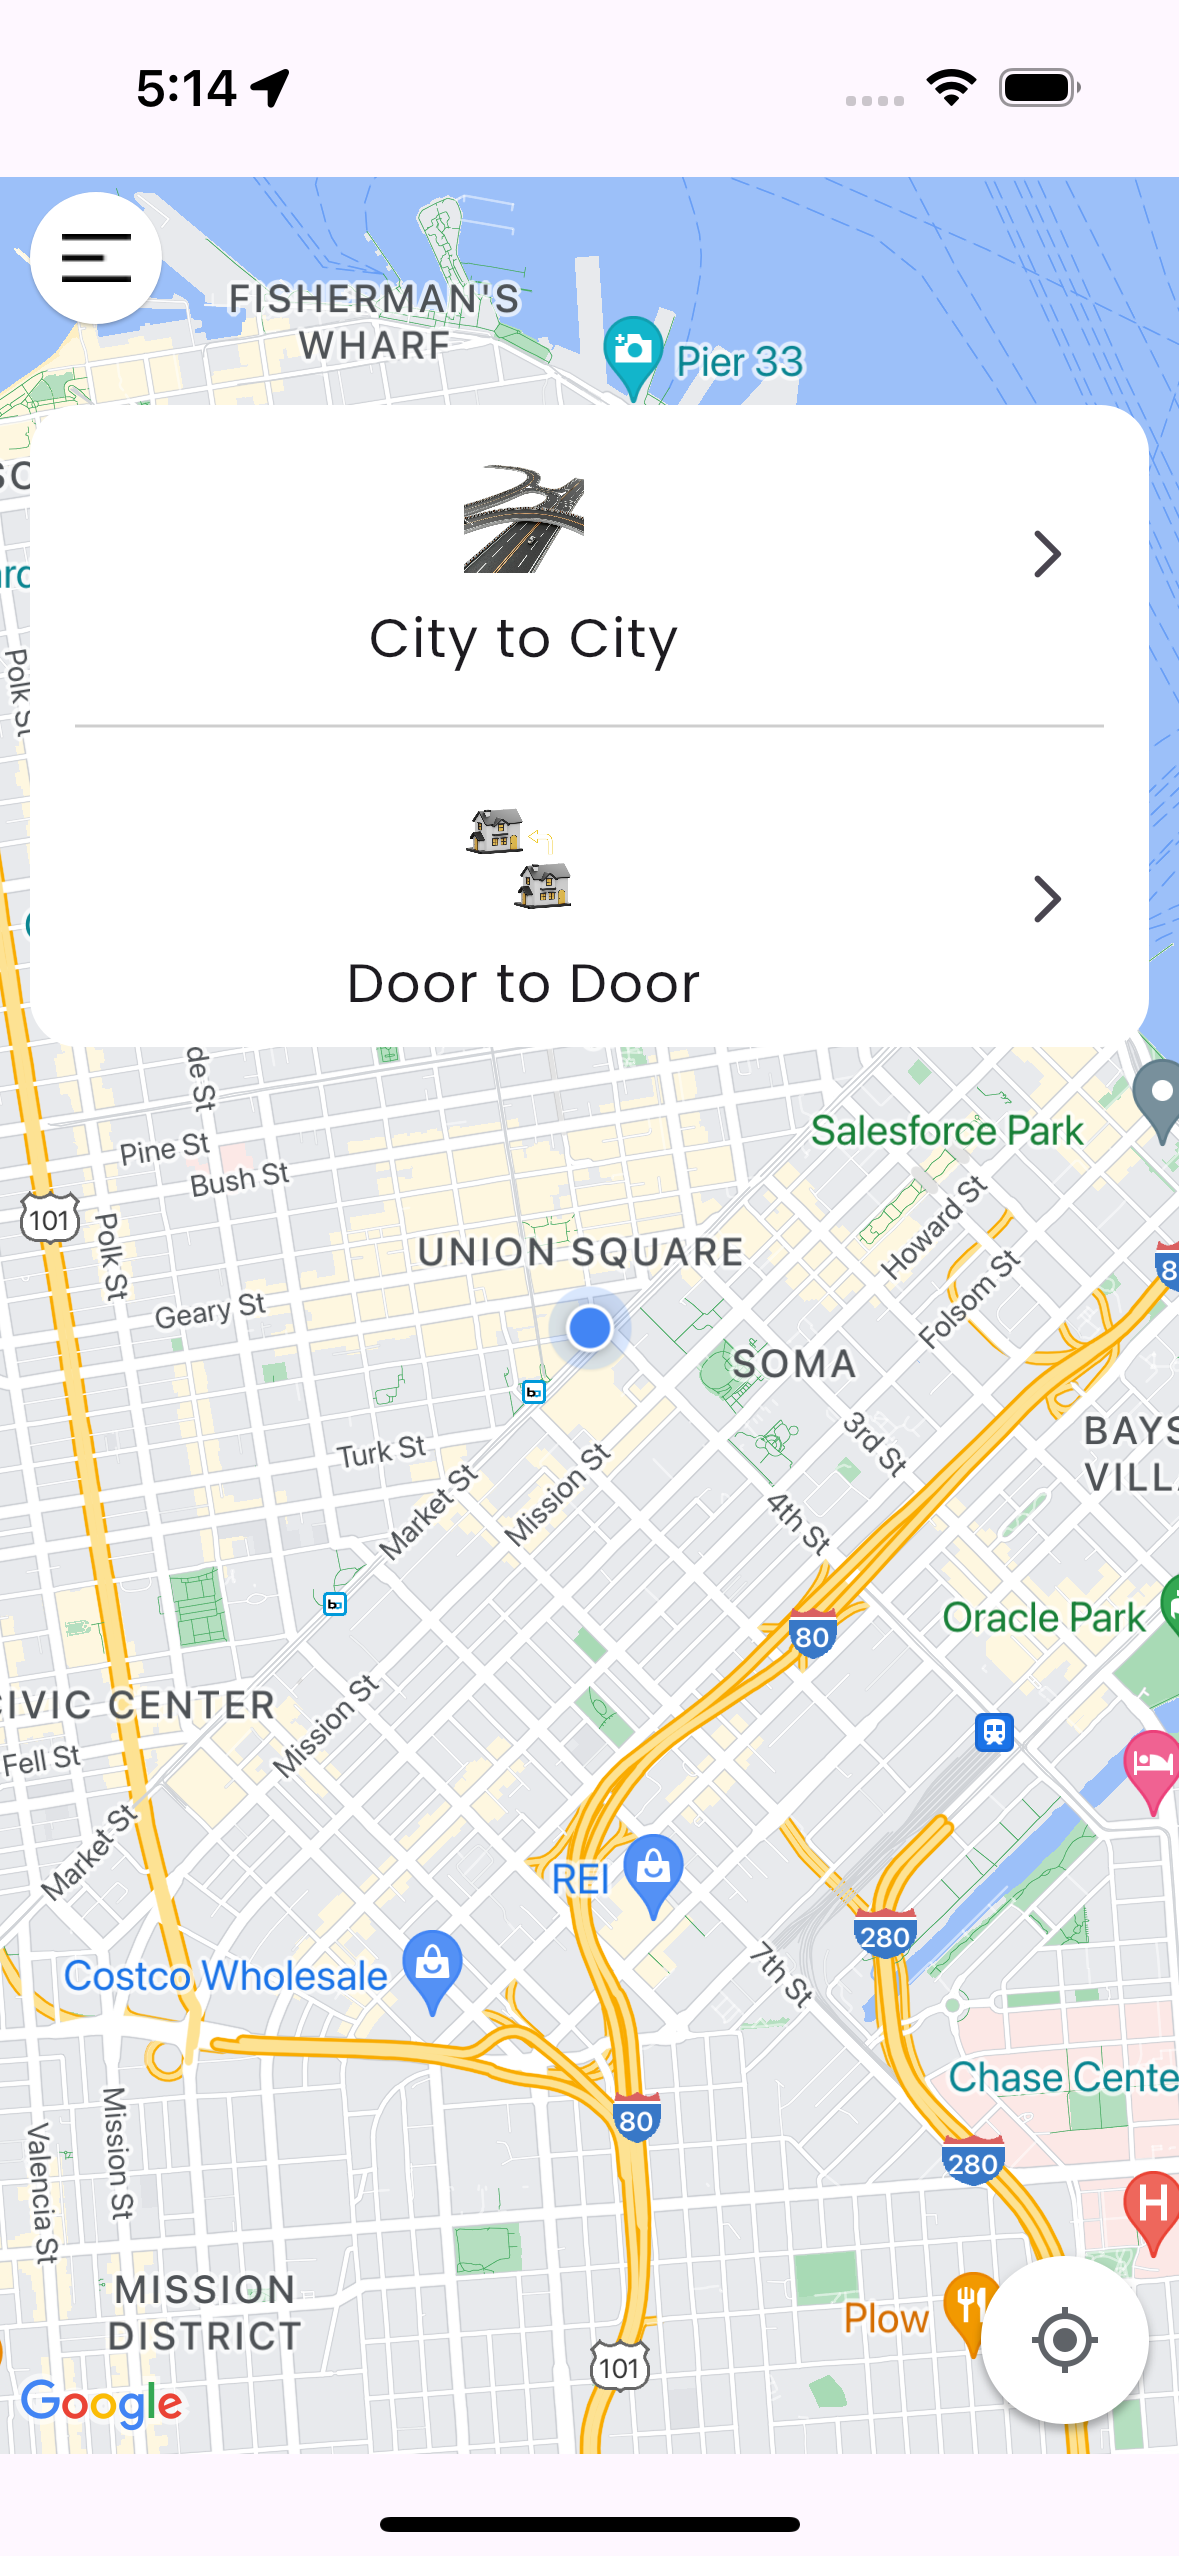 5:14
FISHERMAN'S
WHARF
Pier 33
City to City
Polk St
Door to Door
Salesforce Park
Pine St
Bush St
Howard St
101
Polk St
UNION SQUARE
Geary St
Folsom St
SOMA
3rd St
Turk St
Market St
Mission St
4th St
80
Oracle Park
CIVIC CENTER
Mission St
Fell St
Market St
REI
280
Costco Wholesale
7th St
Chase Cente
80
Mission St
Valencia St
280
H
MISSION
DISTRICT
Plow
101
Google